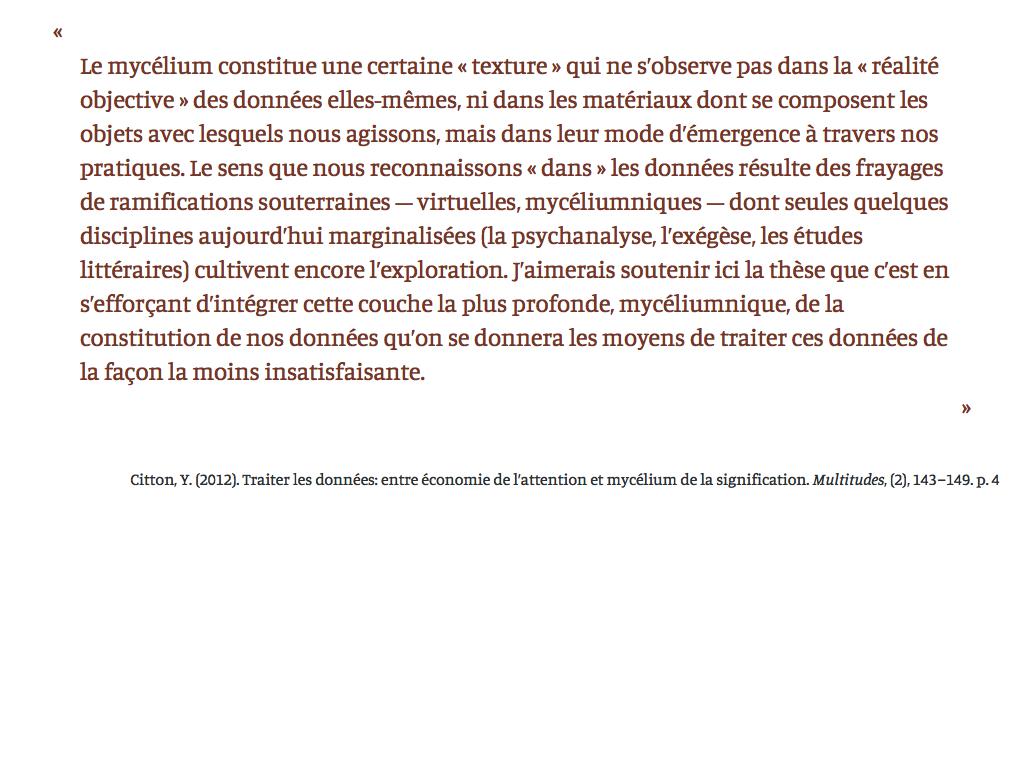 «
Le mycélium constitue une certaine « texture » qui ne s’observe pas dans la « réalité
objective » des données elles-mêmes, ni dans les matériaux dont se composent les
objets avec lesquels nous agissons, mais dans leur mode d’émergence à travers nos
pratiques. Le sens que nous reconnaissons « dans » les données résulte des frayages
de ramifications souterraines — virtuelles, mycéliumniques — dont seules quelques
disciplines aujourd’hui marginalisées (la psychanalyse, l’exégèse, les études
littéraires) cultivent encore l’exploration. J’aimerais soutenir ici la thèse que c’est en
s’efforçant d’intégrer cette couche la plus profonde, mycéliumnique, de la
constitution de nos données qu’on se donnera les moyens de traiter ces données de
la façon la moins insatisfaisante.
»
Citton, Y. (2012). Traiter les données: entre économie de l’attention et mycélium de la signification. Multitudes, (2), 143–149. p. 4